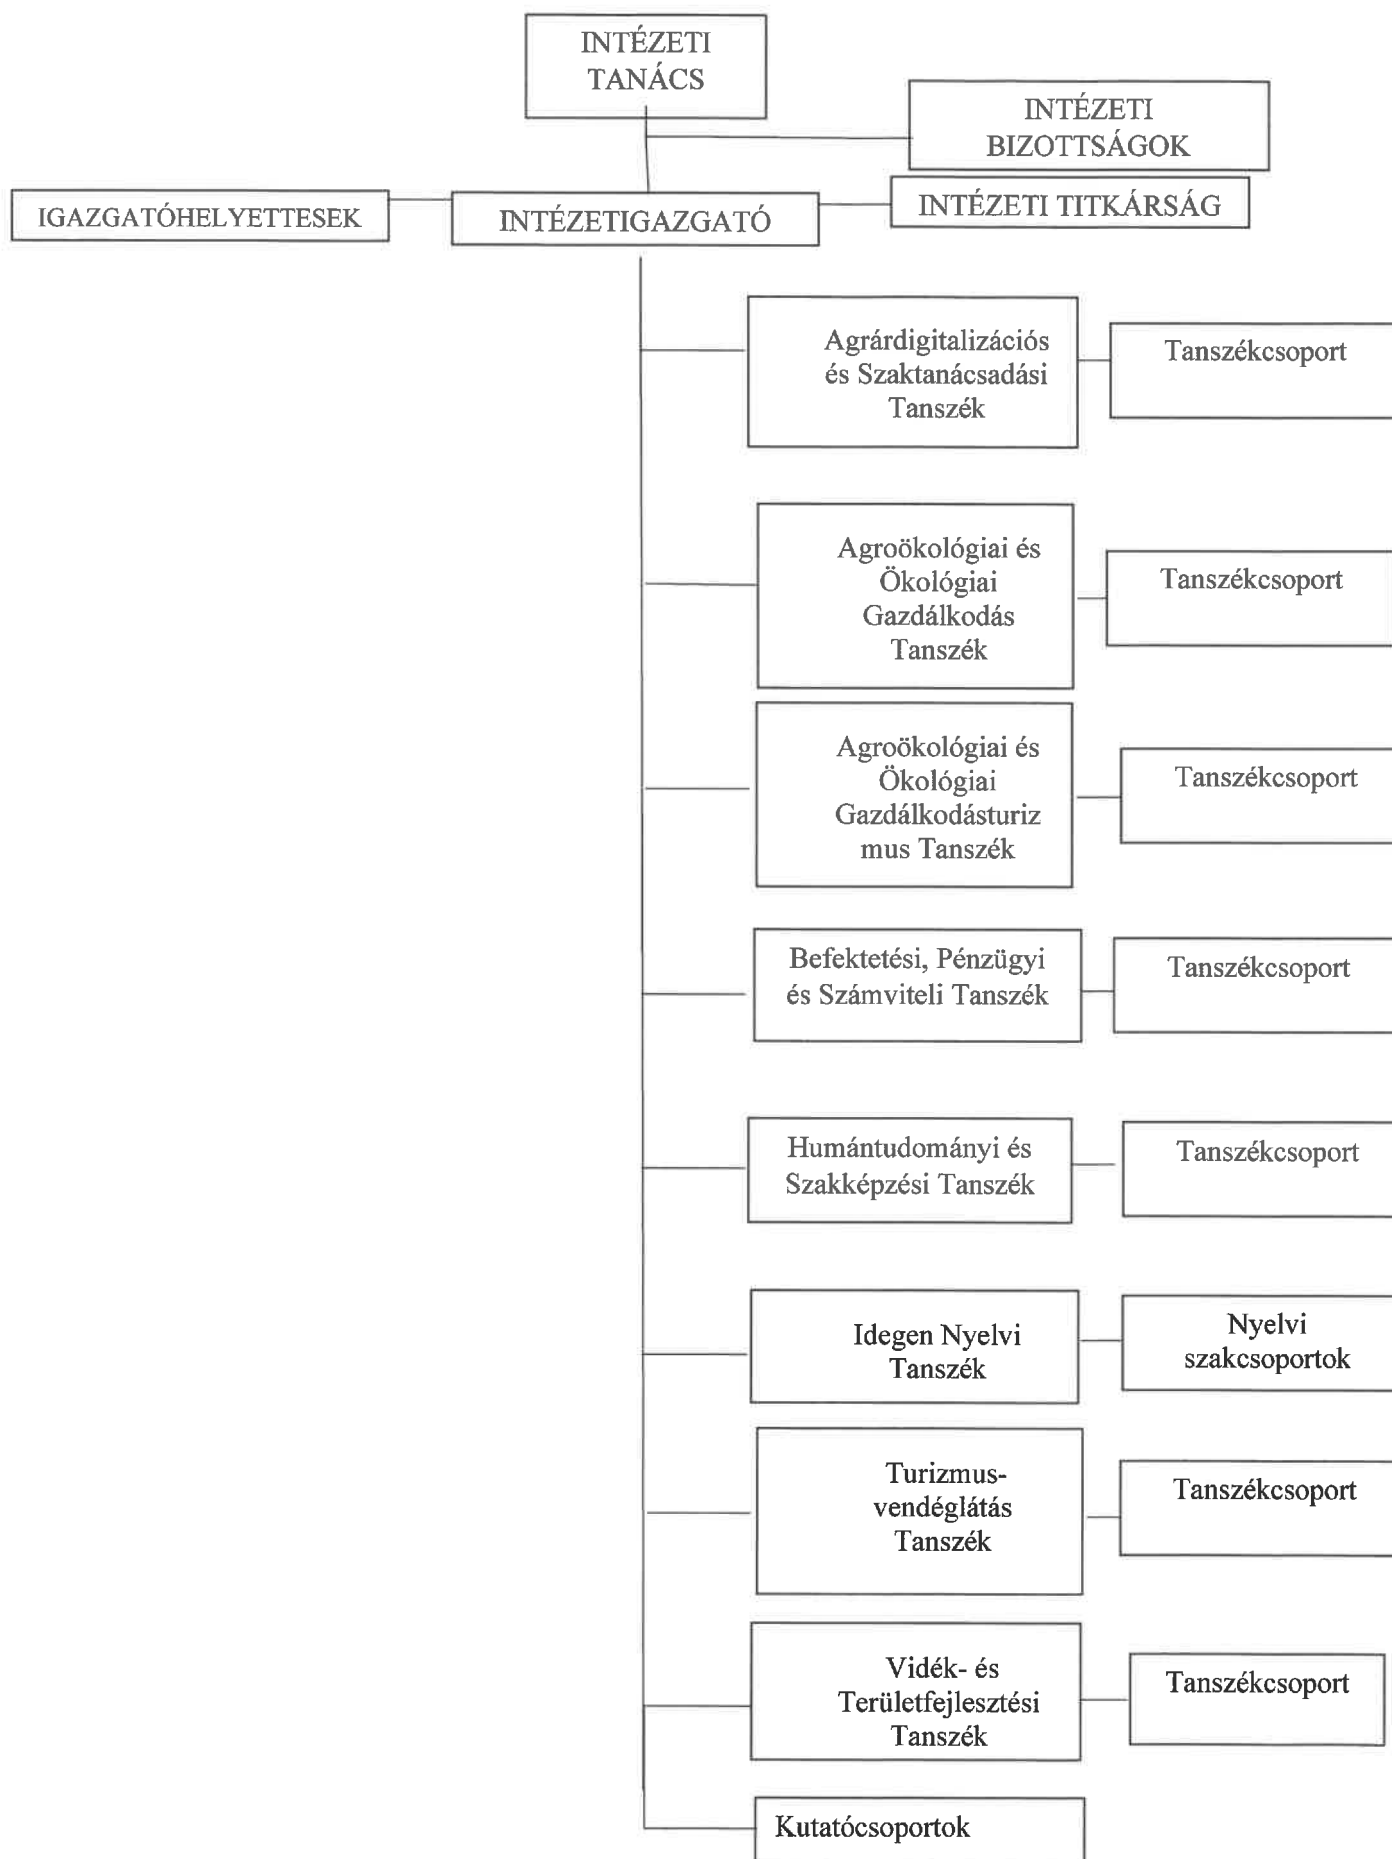 INTÉZETI
TANÁCS
INTÉZETI
BIZOTTSÁGOK
IGAZGATÓHELYETTESEK
INTÉZETIGAZGATÓ
INTÉZETI TITKÁRSÁG
Agrárdigitalizációs
és Szaktanácsadási
Tanszék
Tanszékcsoport
Agroökológiai és
Ökológiai
Gazdálkodás
Tanszék
Tanszékcsoport
Agroökológiai és
Ökológiai
Gazdálkodásturiz
mus Tanszék
Tanszékcsoport
Befektetési, Pénzügyi
és Számviteli Tanszék
Tanszékcsoport
Humántudományi és
Szakképzési Tanszék
Tanszékcsoport
Idegen Nyelvi
Tanszék
Nyelvi
szakcsoportok
Turizmus-
vendéglátás
Tanszék
Tanszékcsoport
Vidék- és
Területfejlesztési
Tanszék
Tanszékcsoport
Kutatócsoportok